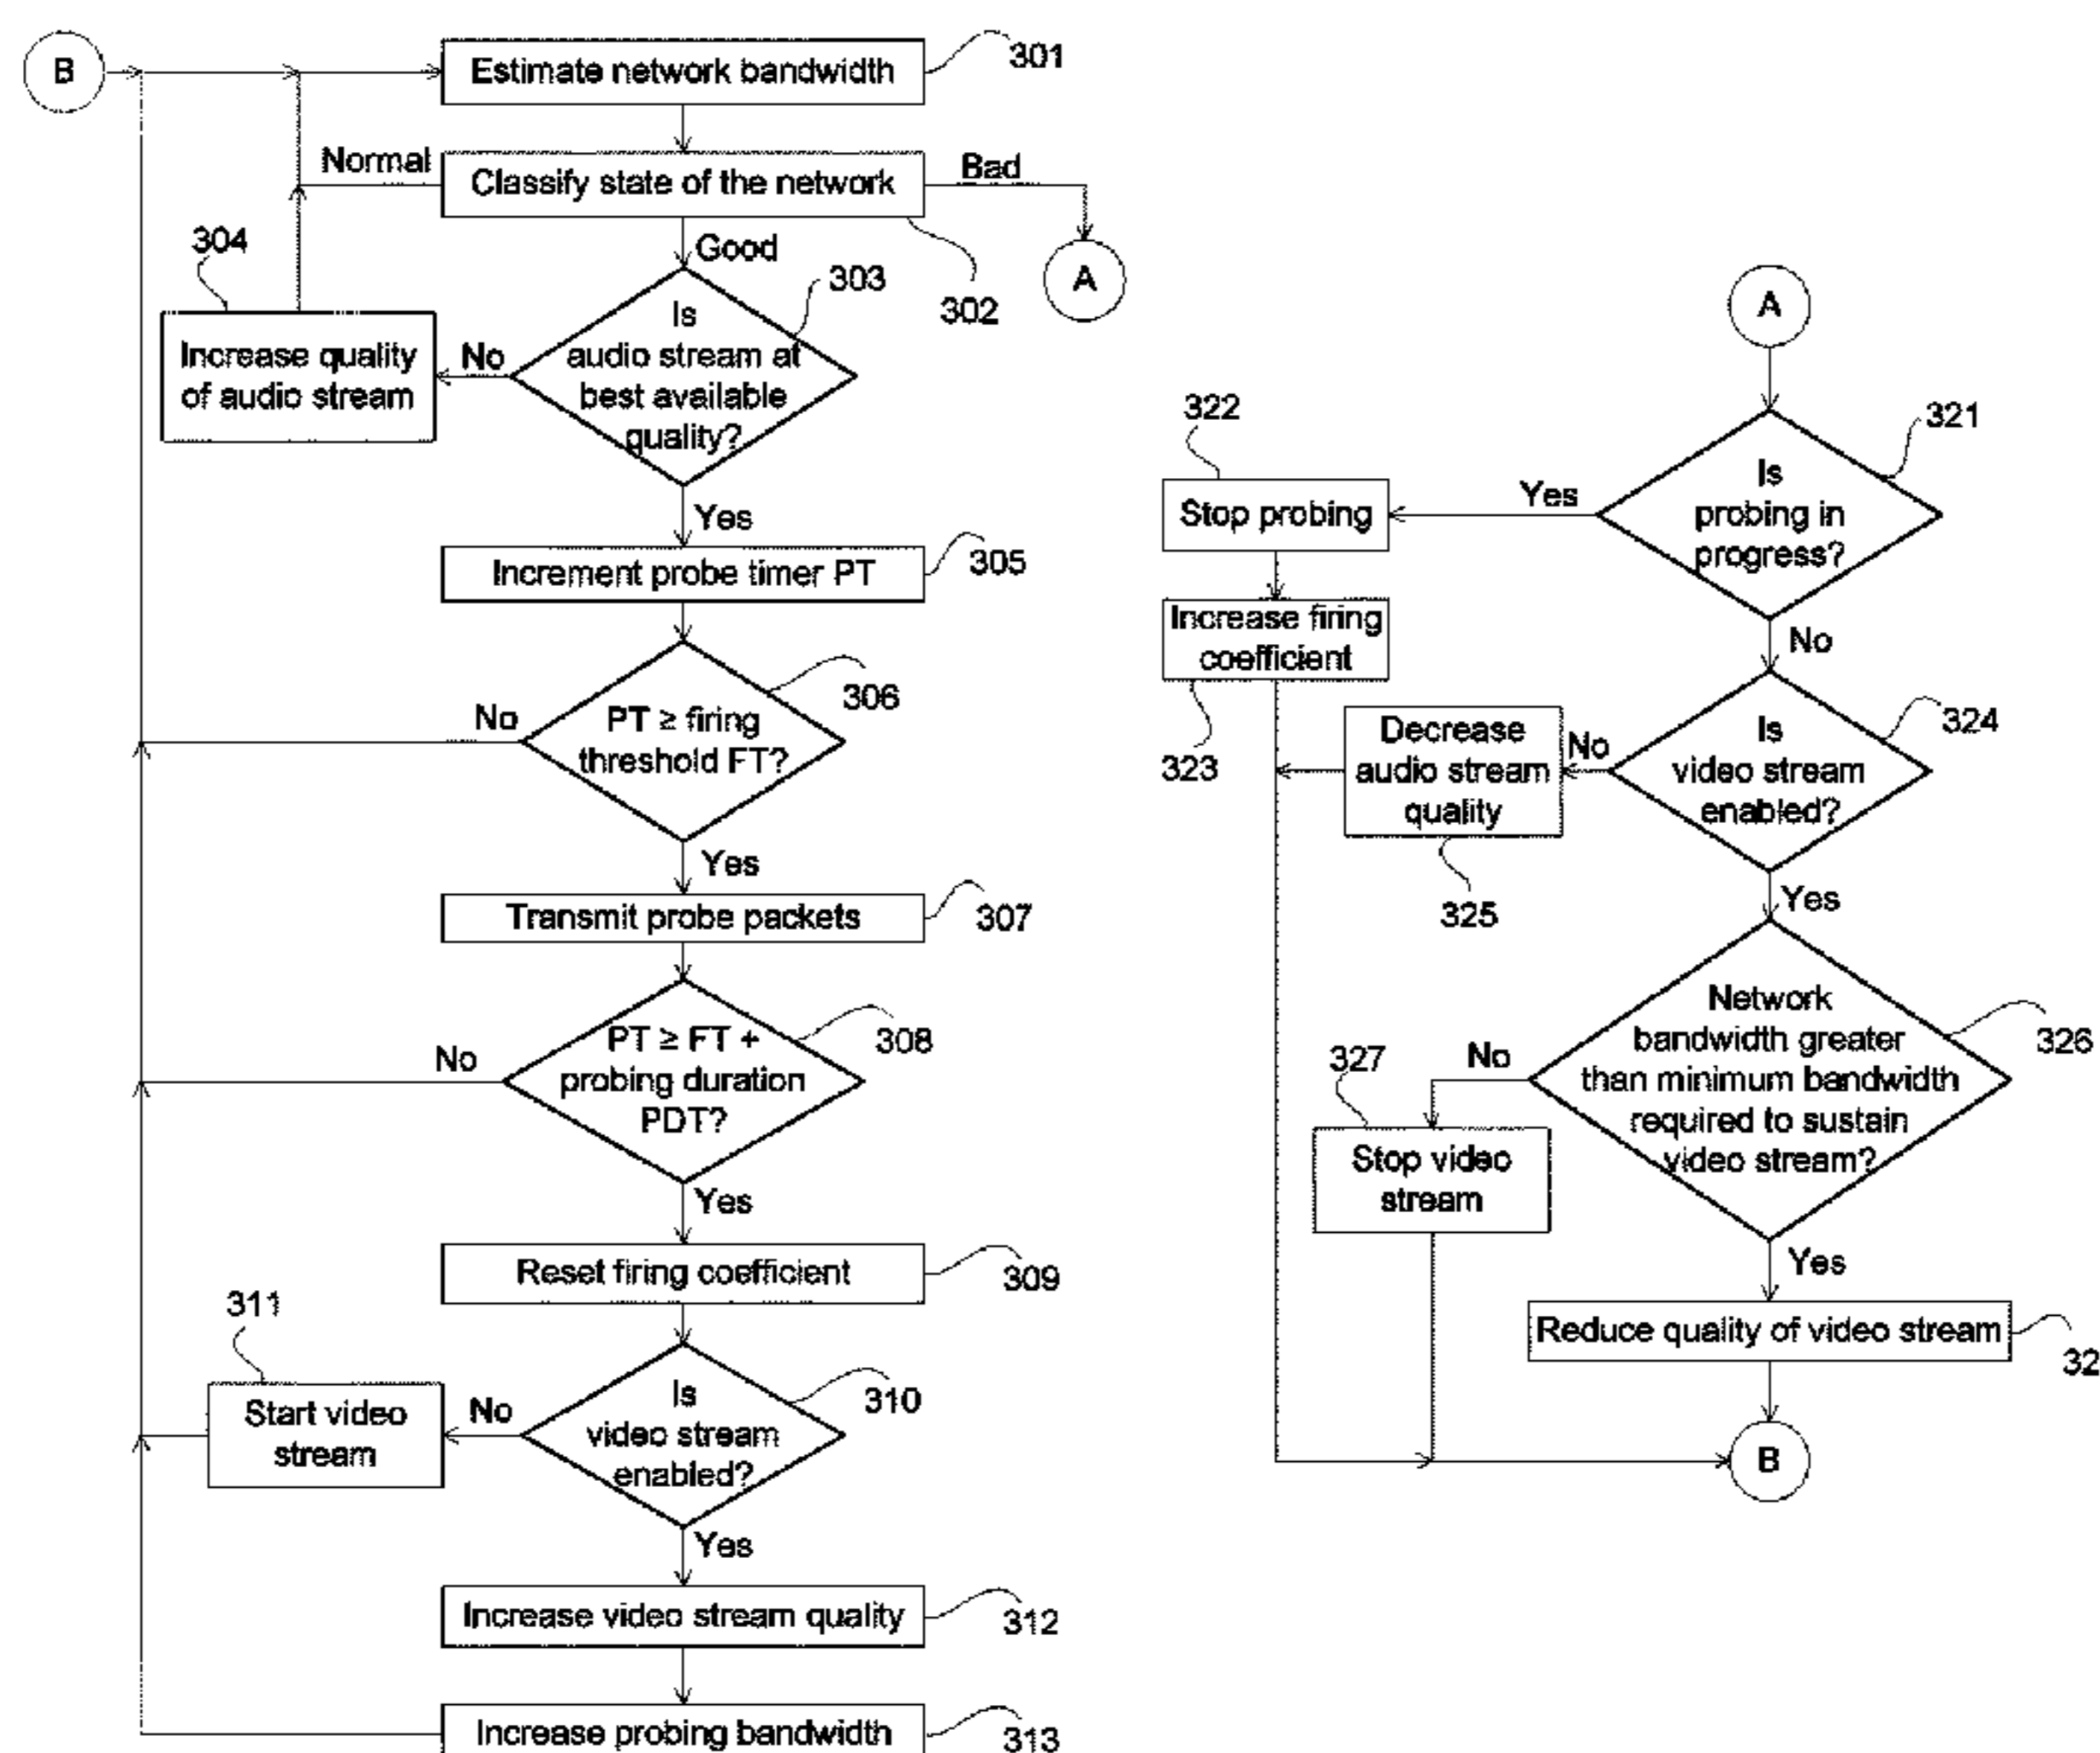 B
Estimate network bandwidth
301
Normal
Classify state of the network
Bad
302
A
Good
303
Is
audio stream at
best available
quality?
No
304
Increase quality
of audio stream
Yes
Increment probe timer PT
305
306
PT ≥ firing
threshold FT?
No
Yes
Transmit probe packets
307
308
PT ≥ FT +
probing duration
PDT?
No
Yes
Reset firing coefficient
309
310
Is
video stream
enabled?
No
311
Start video
stream
Yes
Increase video stream quality
312
Increase probing bandwidth
313
A
321
Is
probing in
progress?
Yes
322
Stop probing
Increase firing
coefficient
323
No
324
Is
video stream
enabled?
No
Decrease
audio stream
quality
325
Yes
326
Network
bandwidth greater
than minimum bandwidth
required to sustain
video stream?
No
327
Stop video
stream
Yes
Reduce quality of video stream
32
B